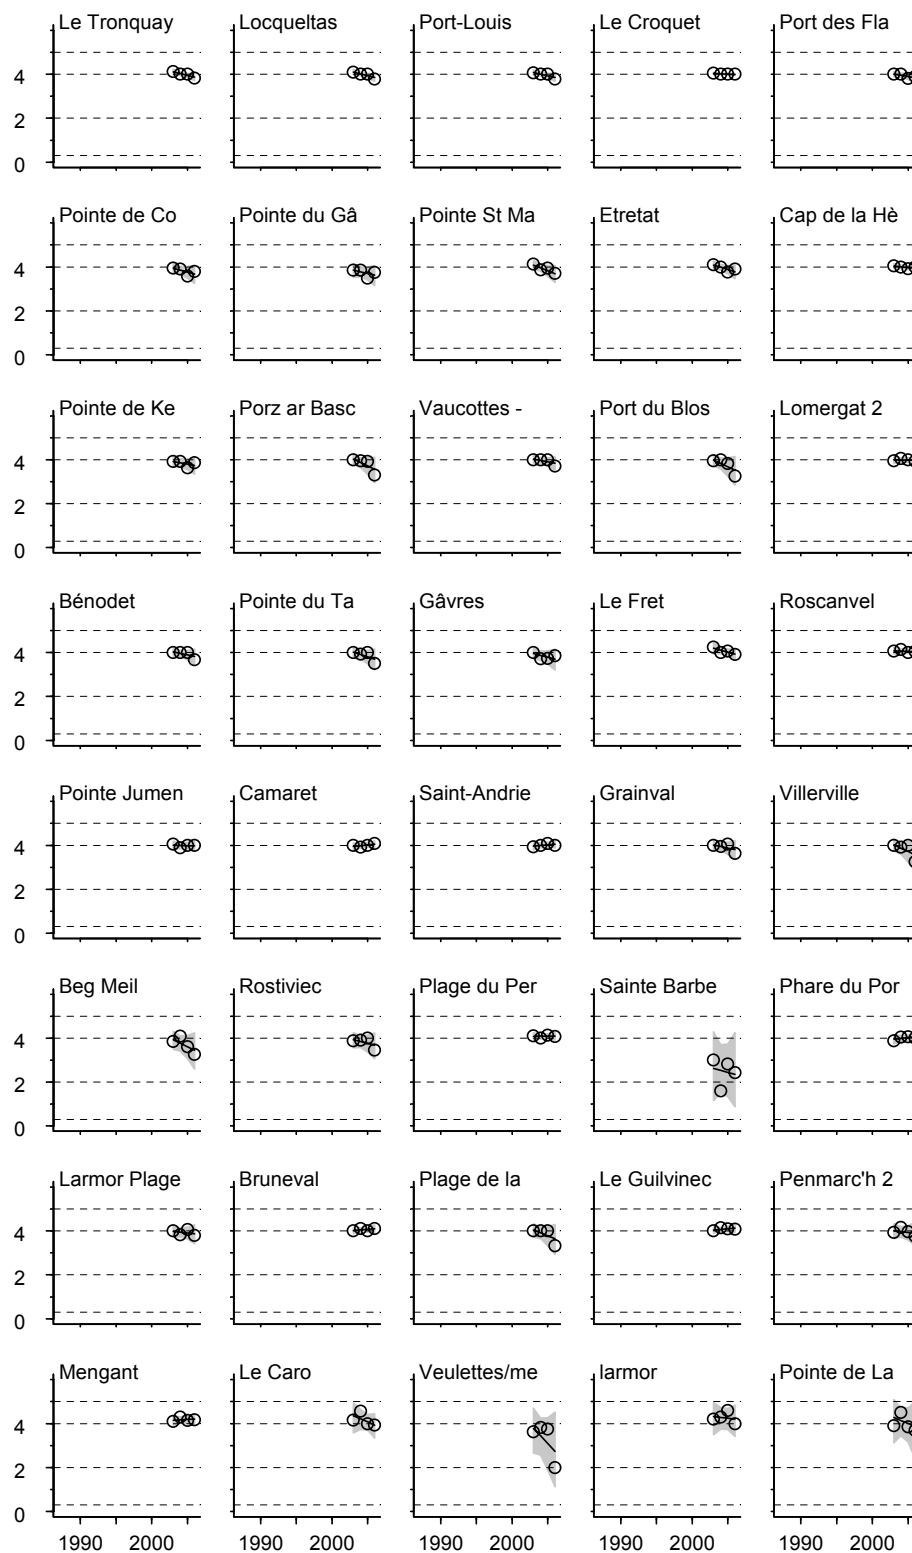 Le Tronquay Locqueltas Port-Louis Le Croquet Port des Fla
4
2
0
Pointe de Co Pointe du Gâ Pointe St Ma Etretat Cap de la Hè
4
2
0
Pointe de Ke Porz ar Basc Vaucottes - Port du Blos Lomergat 2
4
2
0
Bénodet Pointe du Ta Gâvres Le Fret Roscanvel
4
2
0
Pointe Jumen Camaret Saint-Andrie Grainval Villerville
4
2
0
Beg Meil Rostiviec Plage du Per Sainte Barbe Phare du Por
4
2
0
Larmor Plage Bruneval Plage de la Le Guilvinec Penmarc'h 2
4
2
0
Mengant Le Caro Veulettes/me larmor Pointe de La
4
2
0
1990 2000 1990 2000 1990 2000 1990 2000 1990 2000